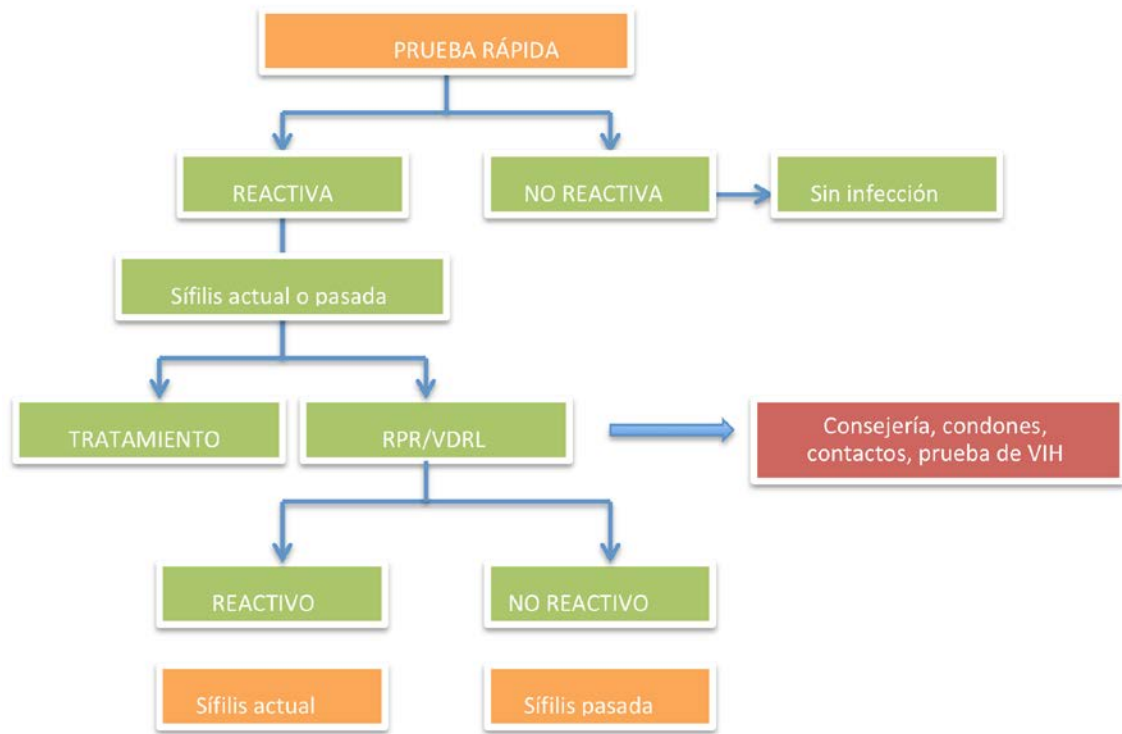 PRUEBA RÁPIDA
REACTIVA
NO REACTIVA
Sin infección
Sífilis actual o pasada
TRATAMIENTO
RPR/VDRL
Consejería, condones,
contactos, prueba de VIH
REACTIVO
NO REACTIVO
Sífilis actual
Sífilis pasada